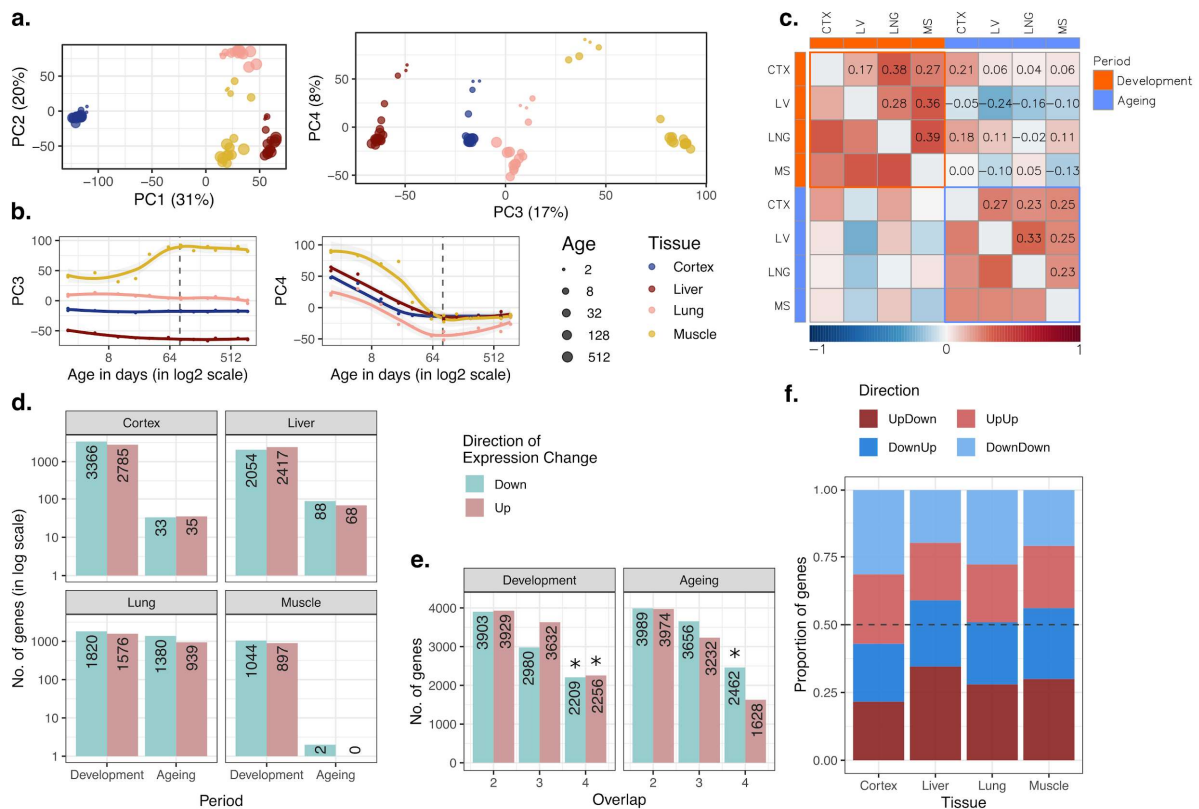 a.
PC2 (20%)
50
0
−50
−100
−50
0
50
PC1 (31%)
PC4 (8%)
50
0
−50
−50
0
50
100
PC3 (17%)
b.
PC3
100
50
0
−50
8
64
512
Age in days (in log2 scale)
PC4
100
50
0
−50
8
64
512
Age in days (in log2 scale)
Age
2
8
32
128
512
Tissue
Cortex
Liver
Lung
Muscle
c.
CTX LV LNG MS CTX LV LNG MS
CTX 0.17 0.38 0.27 0.21 0.06 0.04 0.06
LV 0.28 0.36 −0.05 −0.24 −0.16 −0.10
LNG 0.39 0.18 0.11 −0.02 0.11
MS 0.00 −0.10 0.05 −0.13
CTX 0.27 0.23 0.25
LV 0.33 0.25
LNG 0.23
MS
−1 0 1
Period
Development
Ageing
d.
No. of genes (in log scale)
Cortex
1000
100
10
1
3366 2785 33 35
Liver
2054 2417 88 68
Lung
1000
100
10
1
1820 1576 1380 939
Muscle
1044 897 2 0
Development Ageing Development Ageing
Period
Direction of
Expression Change
Down
Up
e.
No. of genes
Development
4000
3000
2000
1000
0
3903 3929 2980 3632 2209 2256
* *
2 3 4
Ageing
3989 3974 3656 3232 2462 1628
*
2 3 4
Overlap
f.
Direction
UpDown UpUp
DownUp DownDown
Proportion of genes
1.00
0.75
0.50
0.25
0.00
Cortex Liver Lung Muscle
Tissue